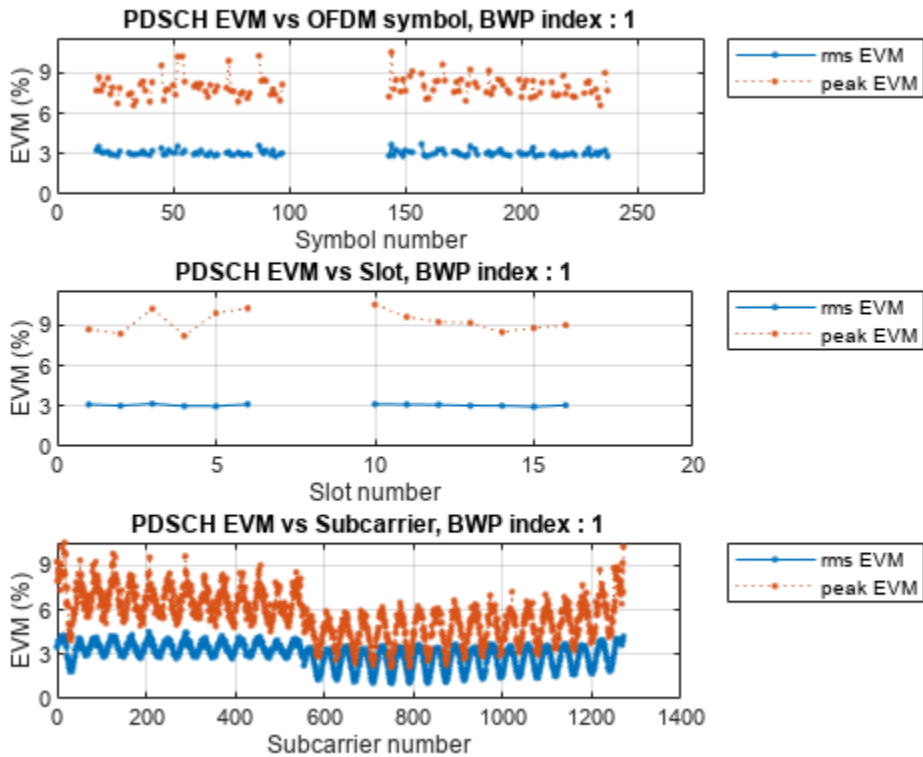 PDSCH EVM vs OFDM symbol, BWP index : 1
EVM (%)
9
6
3
0
0 50 100 150 200 250
Symbol number
rms EVM
peak EVM
PDSCH EVM vs Slot, BWP index : 1
EVM (%)
9
6
3
0
0 5 10 15 20
Slot number
rms EVM
peak EVM
PDSCH EVM vs Subcarrier, BWP index : 1
EVM (%)
9
6
3
0
0 200 400 600 800 1000 1200 1400
Subcarrier number
rms EVM
peak EVM